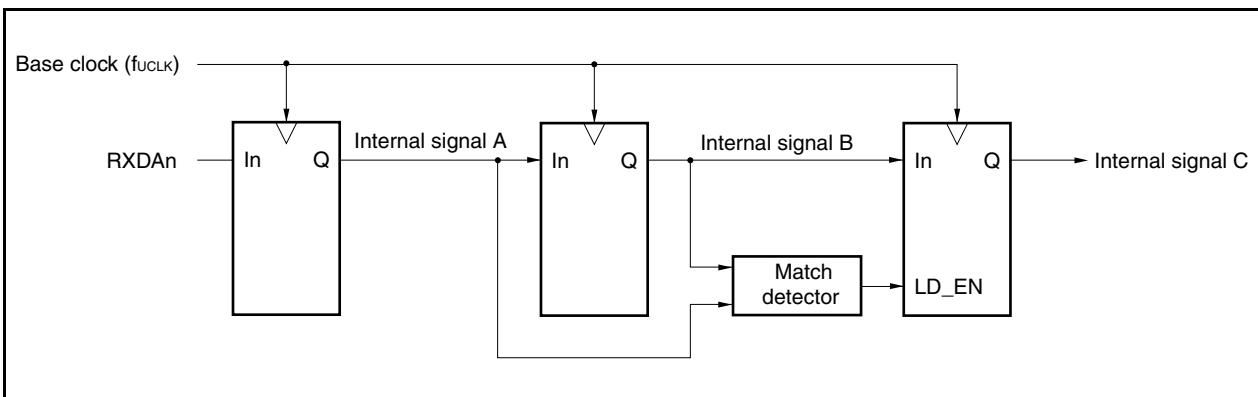 Base clock (fUCLK)
RXDAn
In
Q
Internal signal A
In
Q
Internal signal B
In
Q
Internal signal C
Match
detector
LD_EN